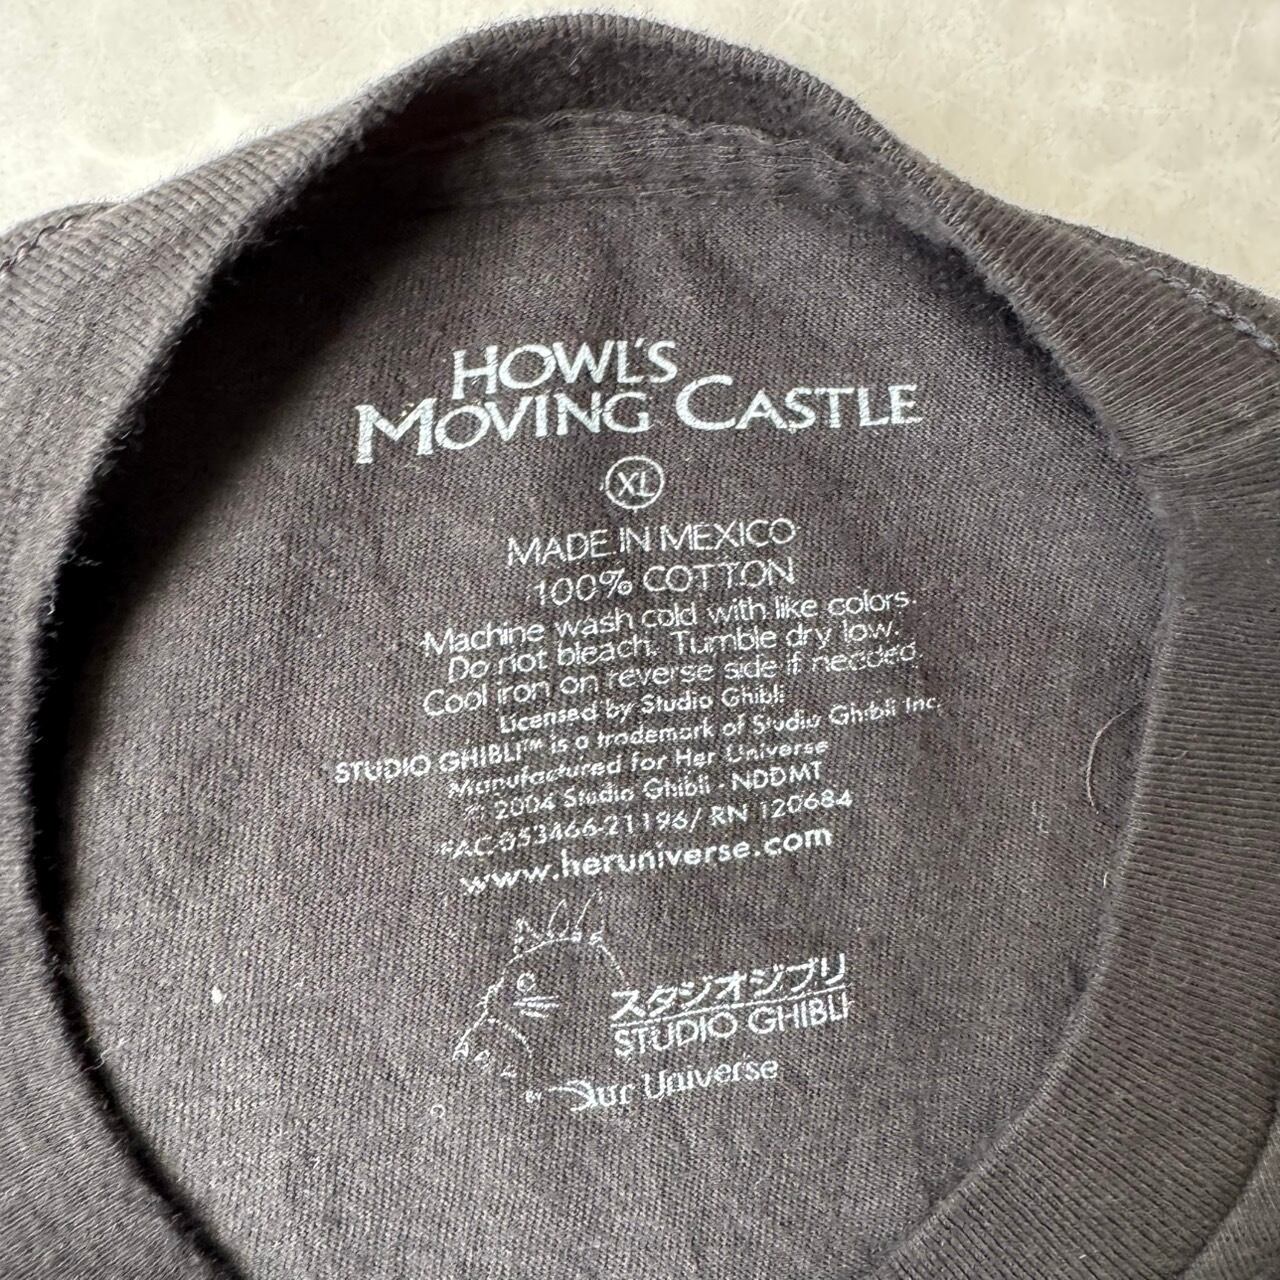 HOWL'S
MOVING CASTLE
XL
MADE IN MEXICO
100% COTTON
Machine wash cold with like colors.
Do not bleach. Tumble dry low.
Cool iron on reverse side if needed.
Licensed by Studio Ghibli
STUDIO GHIBLI™ is a trademark of Studio Ghibli Inc.
Manufactured for Her Universe
© 2004 Studio Ghibli - NDDMT
FAC-053466-21196/ RN 120684
www.heruniverse.com
スタジオジブリ
STUDIO GHIBLI
BY Our Universe